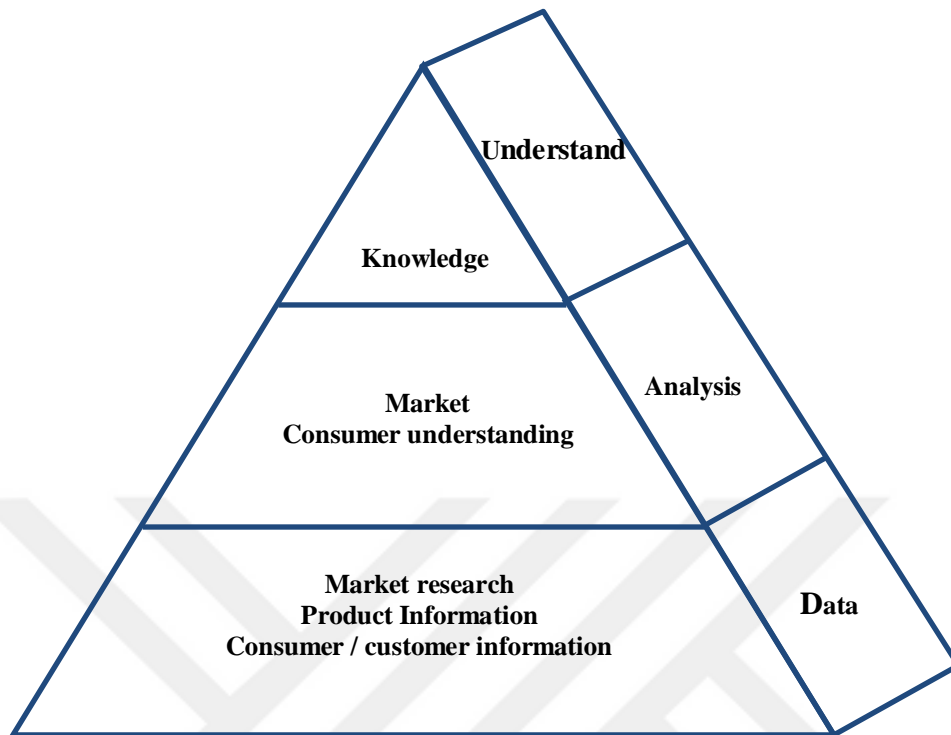 Understand
Knowledge
Analysis
Market
Consumer understanding
Market research
Product Information
Consumer / customer information
Data